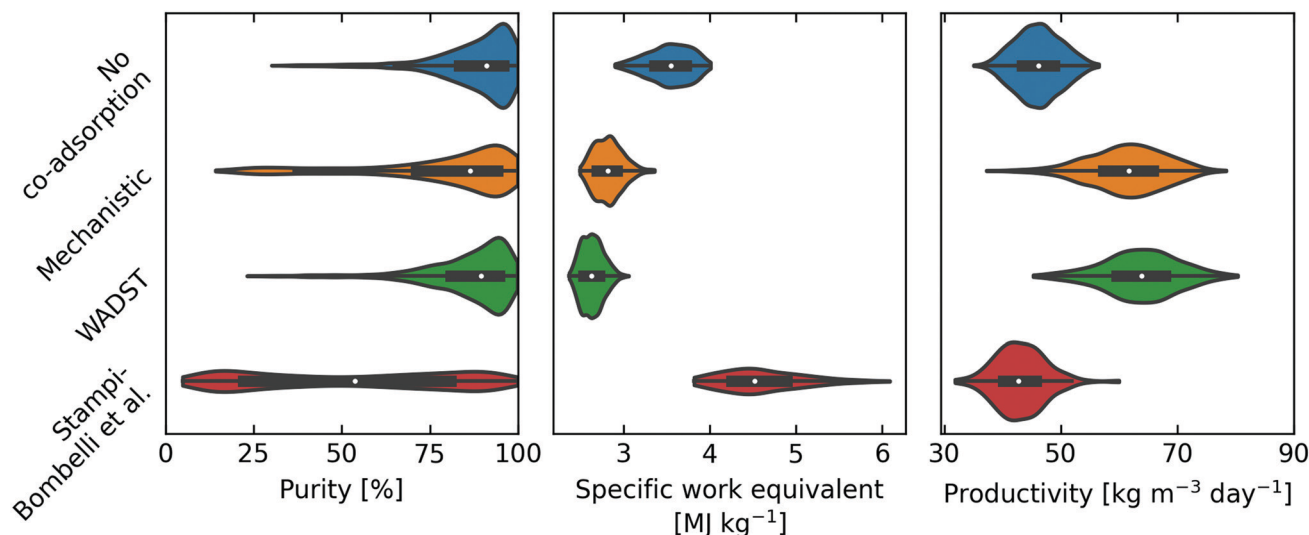 No
co-adsorption
Mechanistic
WADST
Stampi-
Bombelli et al.
0 25 50 75 100
Purity [%]
3 4 5 6
Specific work equivalent
[MJ kg⁻¹]
30 50 70 90
Productivity [kg m⁻³ day⁻¹]